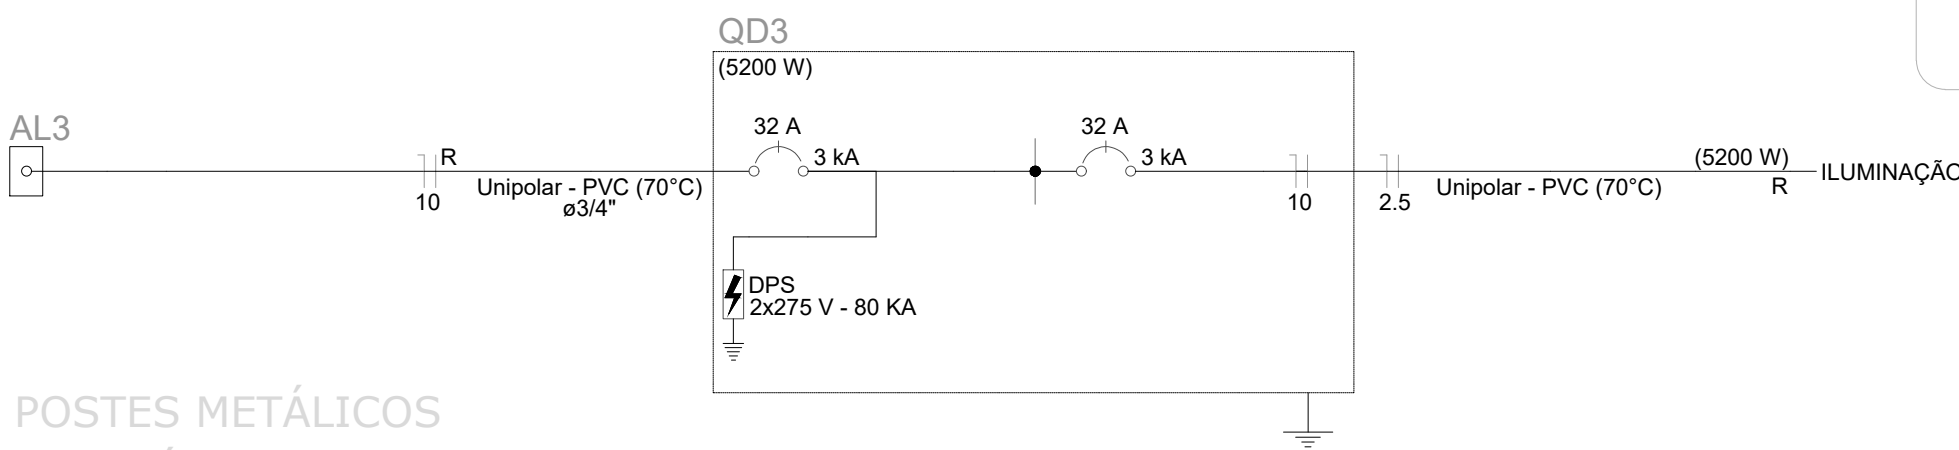 QD3
(5200 W)
AL3
32 A
32 A
R
3 kA
3 kA
(5200 W)
ILUMINAÇÃO
Unipolar - PVC (70°C)
Unipolar - PVC (70°C)
R
10
ø3/4"
10
2.5
DPS
2x275 V - 80 KA
POSTES METÁLICOS